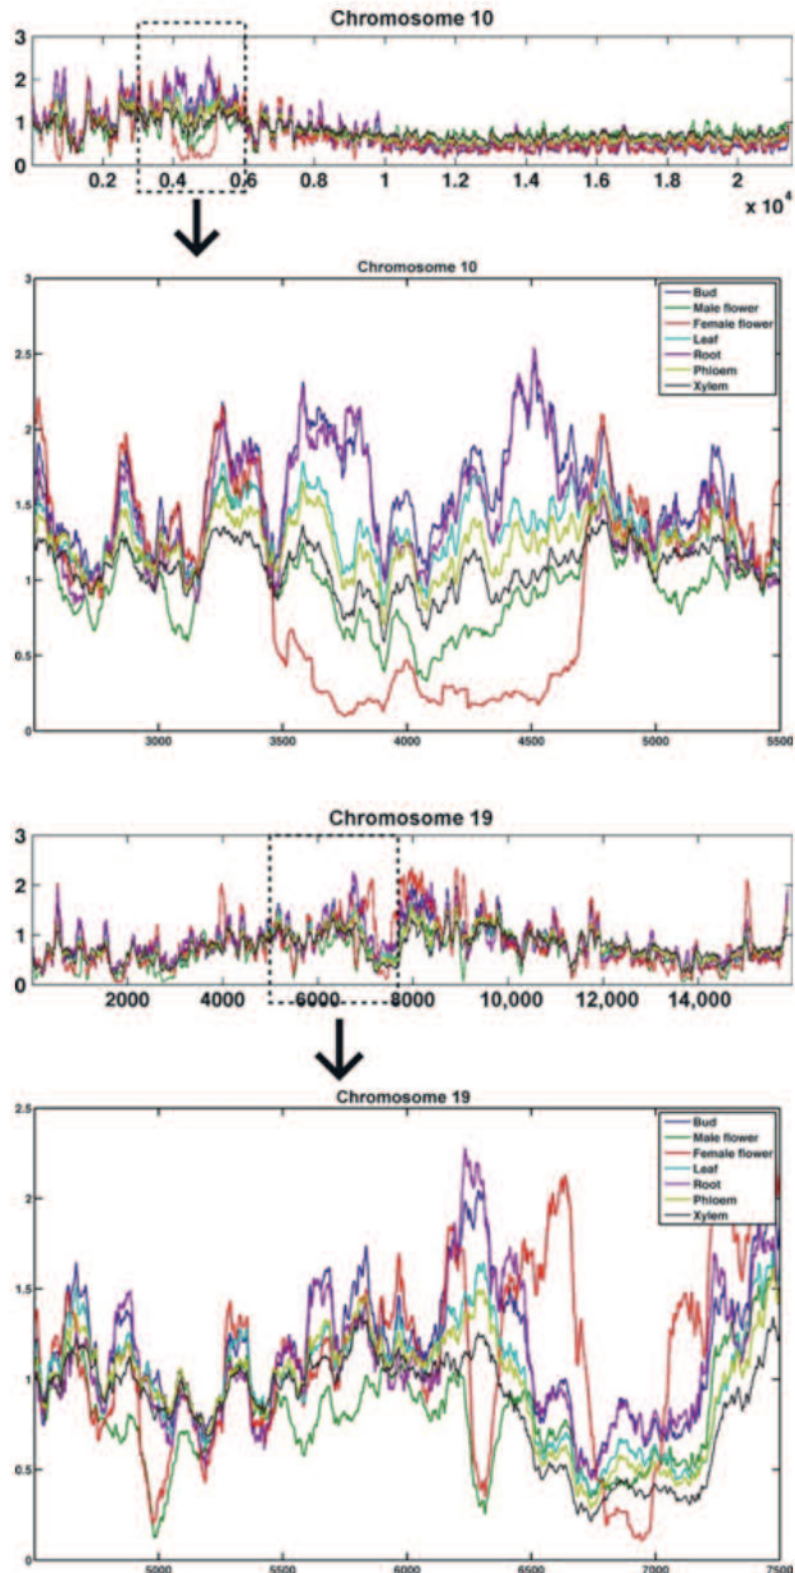 Chromosome 10
3
2
1
0
0.2 0.4 0.6 0.8 10 1.2 1.4 1.6 1.8 2
x 10⁴
Chromosome 10
3
2.5
2
1.5
1
0.5
0
Bud
Male flower
Female flower
Leaf
Root
Phloem
Xylem
3000 3500 4000 4500 5000 5500
Chromosome 19
3
2
1
0
2000 4000 6000 8000 10,000 12,000 14,000
Chromosome 19
2.5
2
1.5
1
0.5
0
Bud
Male flower
Female flower
Leaf
Root
Phloem
Xylem
5000 5500 6000 6500 7000 7500